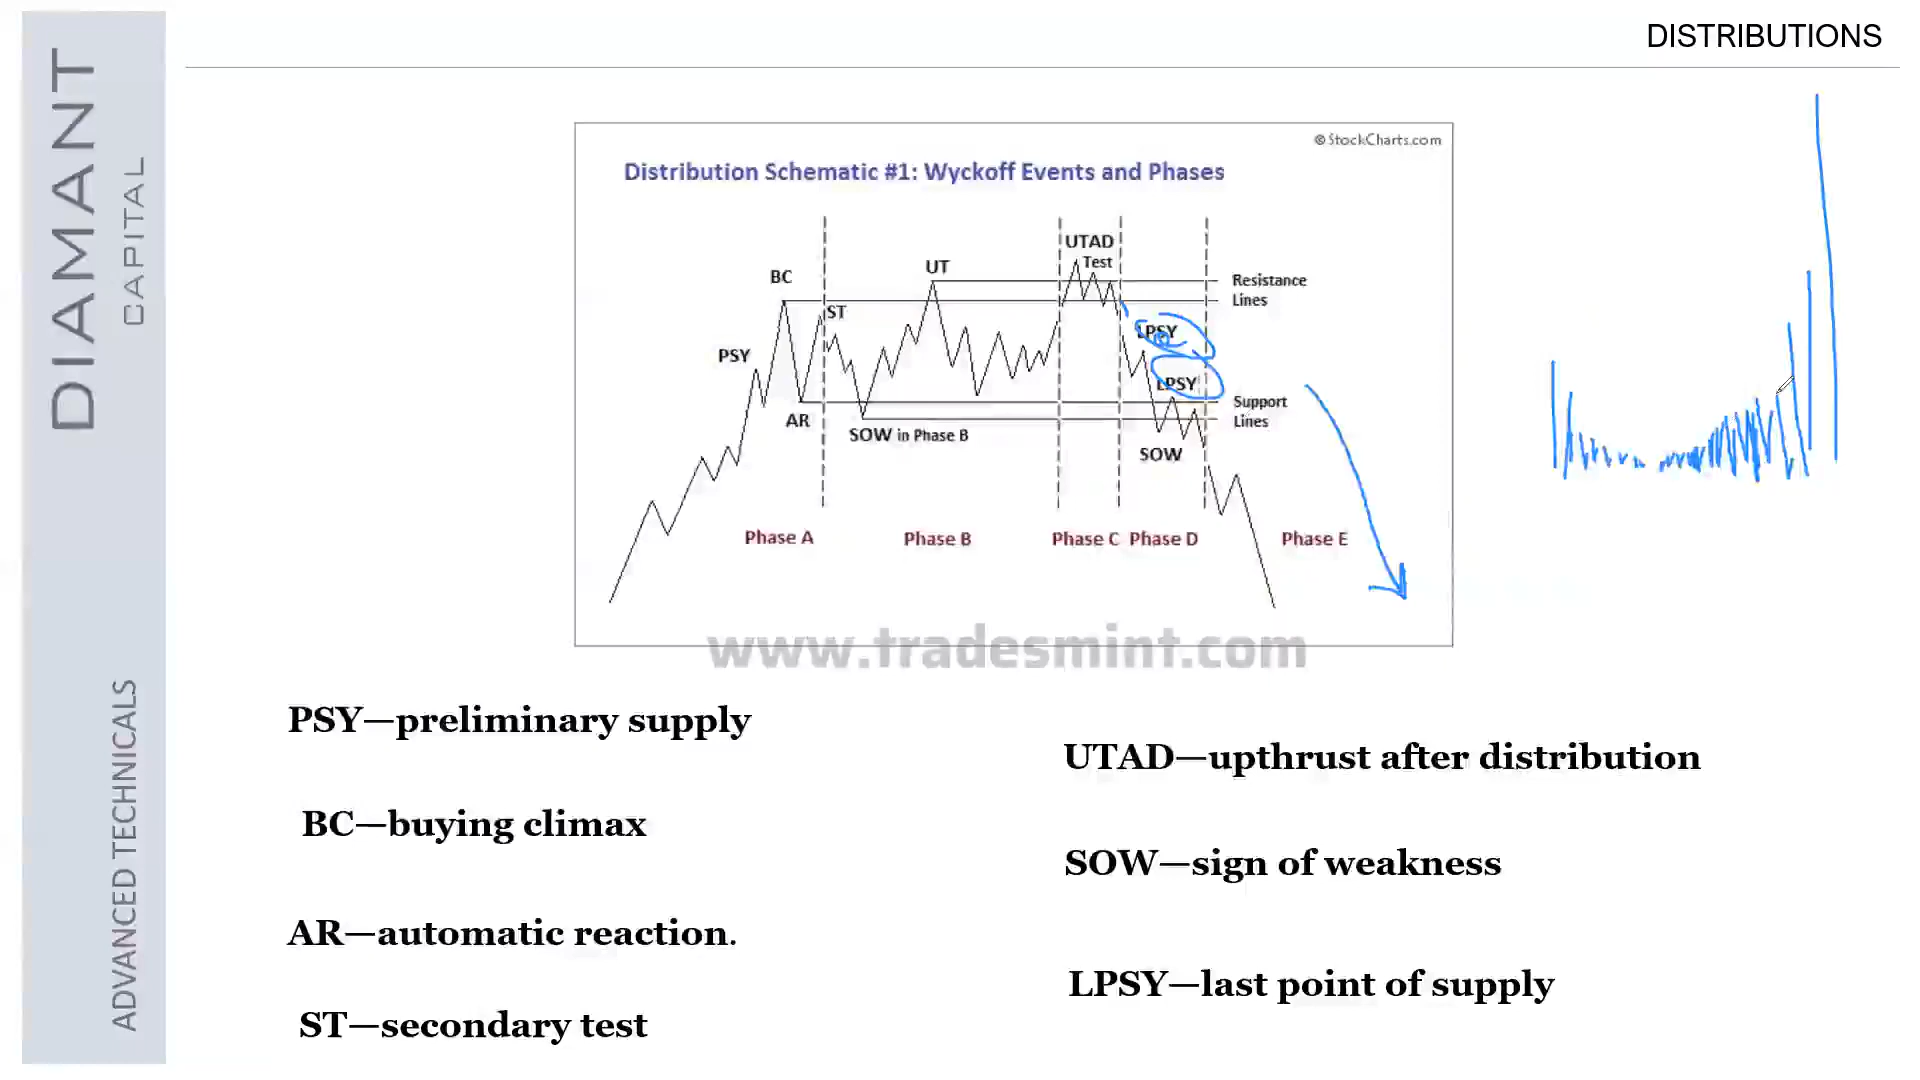 DISTRIBUTIONS
DIAMANT
CAPITAL
ADVANCED TECHNICALS
©StockCharts.com
Distribution Schematic #1: Wyckoff Events and Phases
UTAD
Test
UT
BC
Resistance
Lines
ST
LPSY
PSY
LPSY
Support
Lines
AR
SOW in Phase B
SOW
Phase A
Phase B
Phase C
Phase D
Phase E
www.tradesmint.com
PSY—preliminary supply
BC—buying climax
AR—automatic reaction.
ST—secondary test
UTAD—upthrust after distribution
SOW—sign of weakness
LPSY—last point of supply